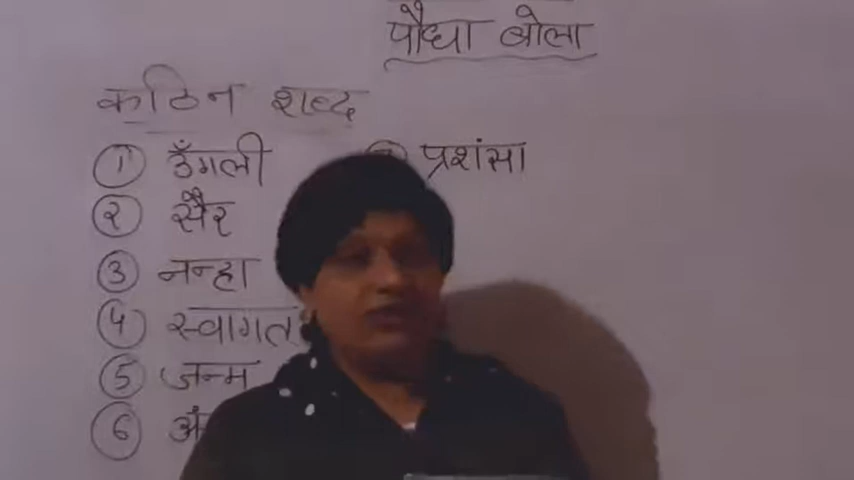 पौधा बोला
कठिन शब्द
① उँगली प्रशंसा
② सैर
③ नन्हा
④ स्वागत
⑤ जन्म
⑥